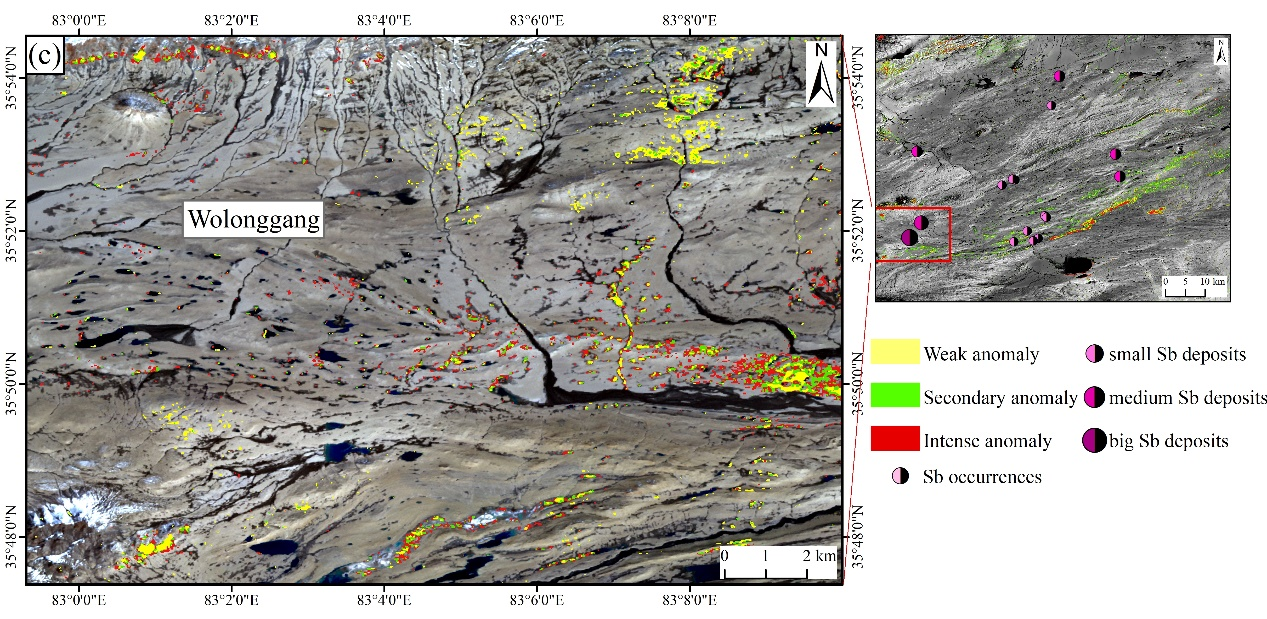 83°0'0"E 83°2'0"E 83°4'0"E 83°6'0"E 83°8'0"E
(c)
N
35°54'0"N
35°52'0"N
35°50'0"N
35°48'0"N
Wolonggang
35°54'0"N
35°52'0"N
35°50'0"N
35°48'0"N
0 1 2 km
83°0'0"E 83°2'0"E 83°4'0"E 83°6'0"E 83°8'0"E
N
0 5 10 km
Weak anomaly
Secondary anomaly
Intense anomaly
Sb occurrences
small Sb deposits
medium Sb deposits
big Sb deposits